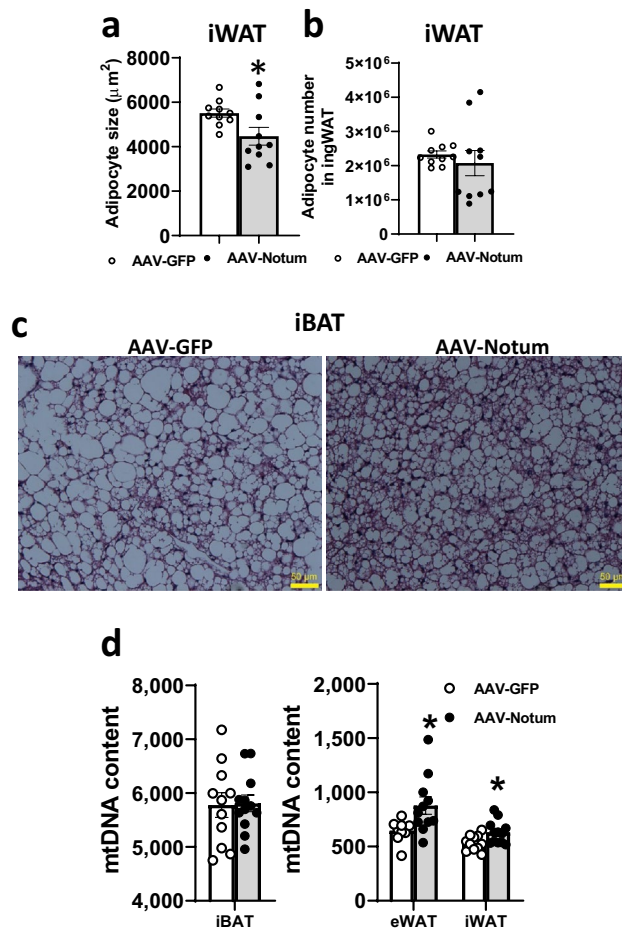 a
iWAT
b
iWAT
Adipocyte size (μm²)
8000
6000
4000
2000
0
*
AAV-GFP
AAV-Notum
Adipocyte number
in ingWAT
5×10⁶
4×10⁶
3×10⁶
2×10⁶
1×10⁶
0
AAV-GFP
AAV-Notum
c
iBAT
AAV-GFP
AAV-Notum
50 μm
50 μm
d
mtDNA content
8,000
7,000
6,000
5,000
4,000
iBAT
mtDNA content
2,000
1,500
1,000
500
0
AAV-GFP
AAV-Notum
*
*
eWAT
iWAT